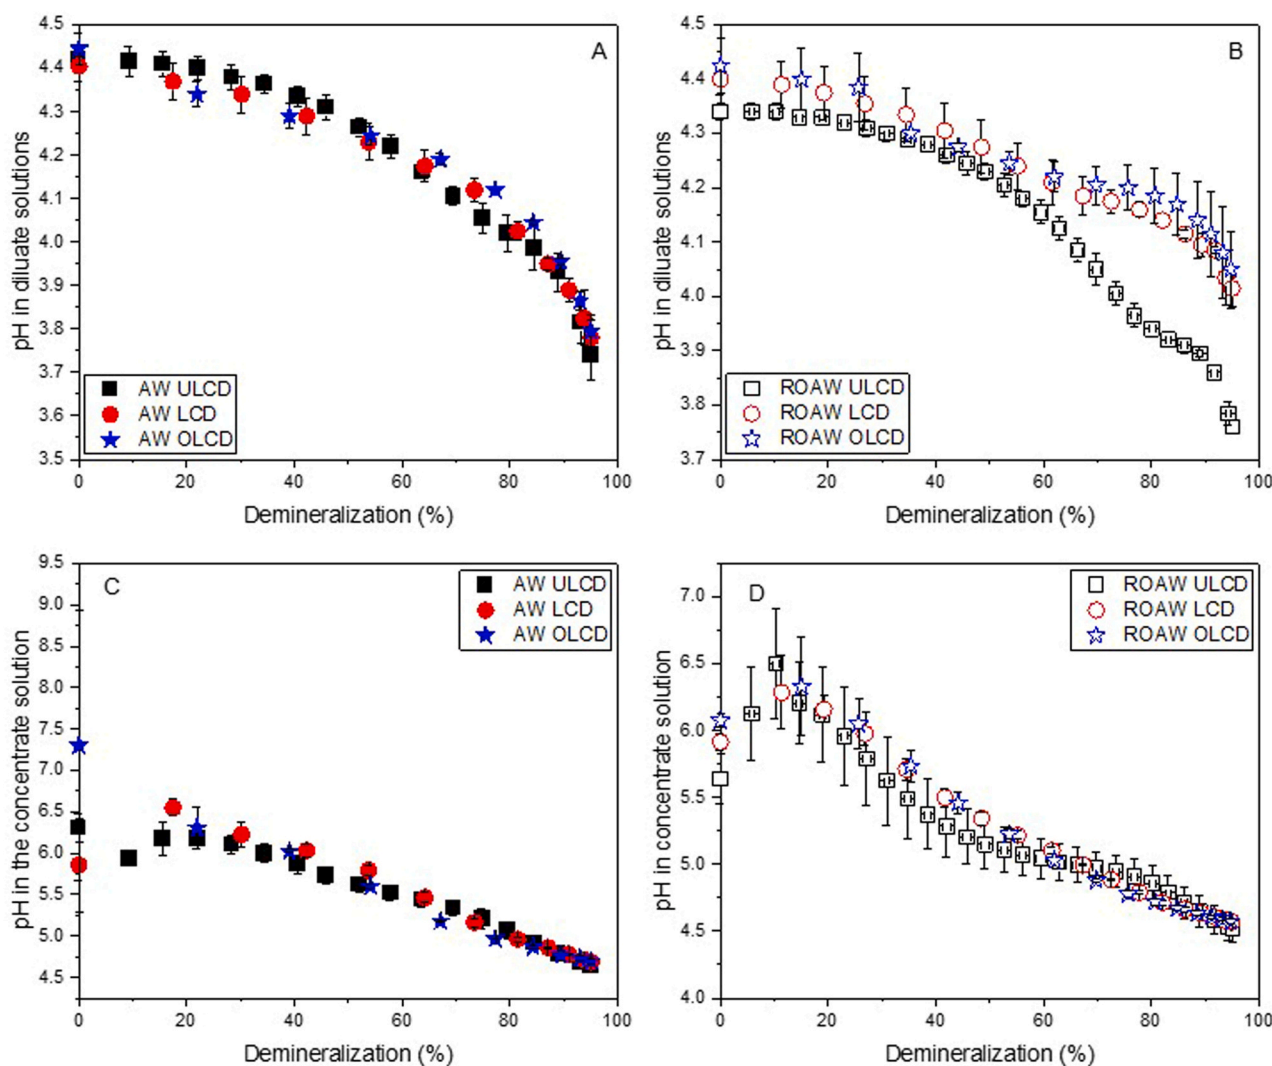 A
pH in diluate solutions
4.5
4.4
4.3
4.2
4.1
4.0
3.9
3.8
3.7
3.6
3.5
AW ULCD
AW LCD
AW OLCD
0 20 40 60 80 100
Demineralization (%)
B
pH in diluate solutions
4.5
4.4
4.3
4.2
4.1
4.0
3.9
3.8
3.7
ROAW ULCD
ROAW LCD
ROAW OLCD
0 20 40 60 80 100
Demineralization (%)
C
pH in the concentrate solution
9.5
9.0
8.5
8.0
7.5
7.0
6.5
6.0
5.5
5.0
4.5
AW ULCD
AW LCD
AW OLCD
0 20 40 60 80 100
Demineralization (%)
D
pH in concentrate solution
7.0
6.5
6.0
5.5
5.0
4.5
4.0
ROAW ULCD
ROAW LCD
ROAW OLCD
0 20 40 60 80 100
Demineralization (%)